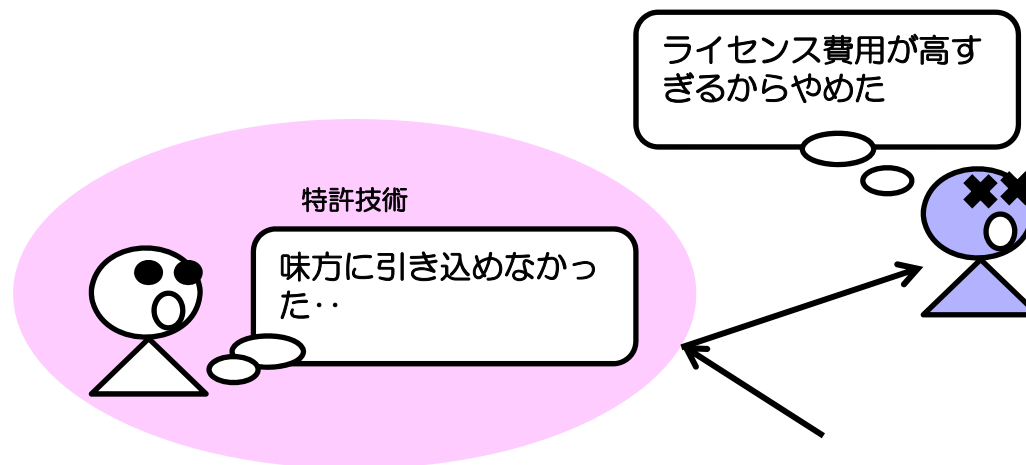 ライセンス費用が高す
ぎるからやめた
特許技術
味方に引き込めなかっ
た‥